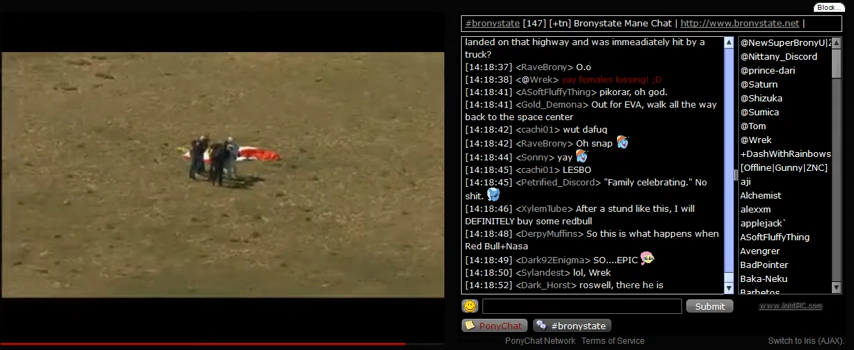 Block...
#bronystate [147] [+tn] Bronystate Mane Chat | http://www.bronystate.net |
landed on that highway and was immeadiately hit by a
truck?
[14:18:37] <RaveBrony> O.o
[14:18:38] <@Wrek> yay females kissing! ;D
[14:18:41] <ASoftFluffyThing> pikorar, oh god.
[14:18:41] <Gold_Demona> Out for EVA, walk all the way
back to the space center
[14:18:42] <cachi01> wut dafuq
[14:18:42] <RaveBrony> Oh snap
[14:18:44] <Sonny> yay
[14:18:45] <cachi01> LESBO
[14:18:45] <Petrified_Discord> "Family celebrating." No
shit.
[14:18:46] <XylemTube> After a stund like this, I will
DEFINITELY buy some redbull
[14:18:48] <DerpyMuffins> So this is what happens when
Red Bull+Nasa
[14:18:49] <Dark92Enigma> SO....EPIC
[14:18:50] <Sylandest> lol, Wrek
[14:18:52] <Dark_Horst> roswell, there he is
@NewSuperBronyU|2
@Nittany_Discord
@prince-dari
@Saturn
@Shizuka
@Sumica
@Tom
@Wrek
+DashWithRainbows
[Offline|Gunny|ZNC]
aji
Alchemist
alexxm
applejack`
ASoftFluffyThing
Avengrer
BadPointer
Baka-Neku
Barbetos
Submit
PonyChat
#bronystate
PonyChat Network Terms of Service
Switch to Iris (AJAX).